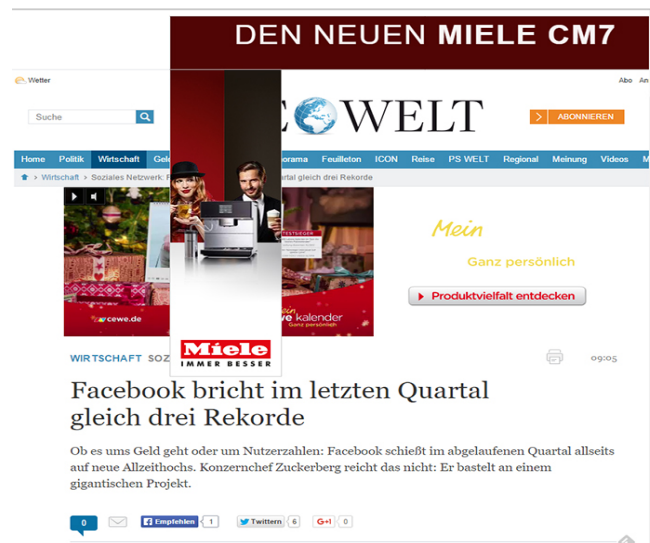 DEN NEUEN MIELE CM7
Wetter
Abo
Suche
WELT
ABONNIEREN
Home Politik Wirtschaft Feuilleton ICON Reise PS WELT Regional Meinung Videos
Wirtschaft > Soziales Netzwerk: gleich drei Rekorde
Mein
Ganz persönlich
TESTSIEGER
Produktvielfalt entdecken
cewe.de
kalender
Ganz persönlich
Miele
IMMER BESSER
WIRTSCHAFT
09:05
Facebook bricht im letzten Quartal
gleich drei Rekorde
Ob es ums Geld geht oder um Nutzerzahlen: Facebook schießt im abgelaufenen Quartal allseits
auf neue Allzeithochs. Konzernchef Zuckerberg reicht das nicht: Er bastelt an einem
gigantischen Projekt.
0 Empfehlen 1 Twittern 6 G+1 0